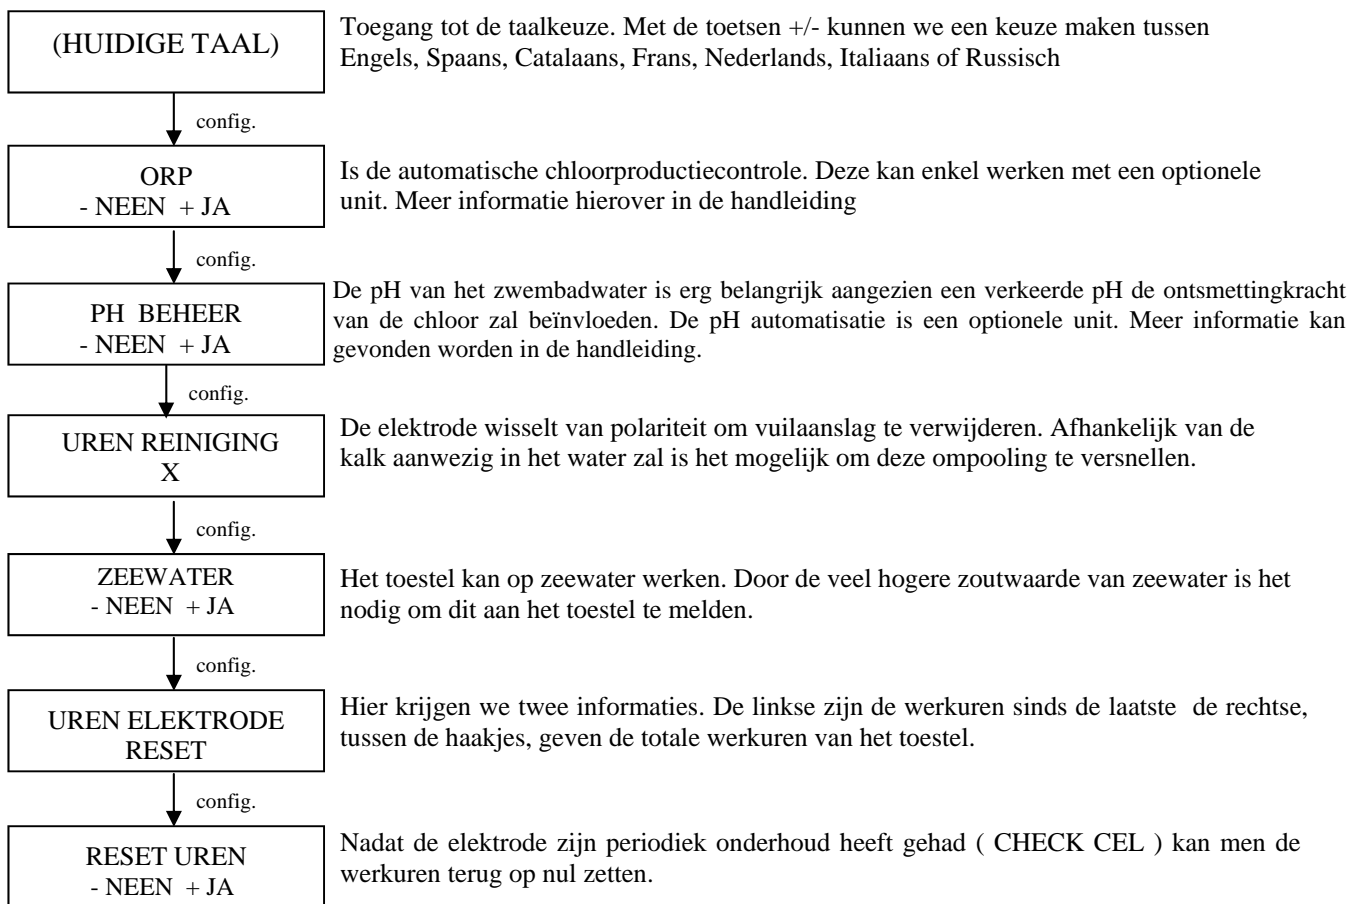 (HUIDIGE TAAL)
Toegang tot de taalkeuze. Met de toetsen +/- kunnen we een keuze maken tussen
Engels, Spaans, Catalaans, Frans, Nederlands, Italiaans of Russisch
config.
ORP
- NEEN + JA
Is de automatische chloorproductiecontrole. Deze kan enkel werken met een optionele
unit. Meer informatie hierover in de handleiding
config.
PH BEHEER
- NEEN + JA
De pH van het zwembadwater is erg belangrijk aangezien een verkeerde pH de ontsmettingkracht
van de chloor zal beïnvloeden. De pH automatisatie is een optionele unit. Meer informatie kan
gevonden worden in de handleiding.
config.
UREN REINIGING
X
De elektrode wisselt van polariteit om vuilaanslag te verwijderen. Afhankelijk van de
kalk aanwezig in het water zal is het mogelijk om deze ompooling te versnellen.
config.
ZEEWATER
- NEEN + JA
Het toestel kan op zeewater werken. Door de veel hogere zoutwaarde van zeewater is het
nodig om dit aan het toestel te melden.
config.
UREN ELEKTRODE
RESET
Hier krijgen we twee informaties. De linkse zijn de werkuren sinds de laatste de rechtse,
tussen de haakjes, geven de totale werkuren van het toestel.
config.
RESET UREN
- NEEN + JA
Nadat de elektrode zijn periodiek onderhoud heeft gehad ( CHECK CEL ) kan men de
werkuren terug op nul zetten.